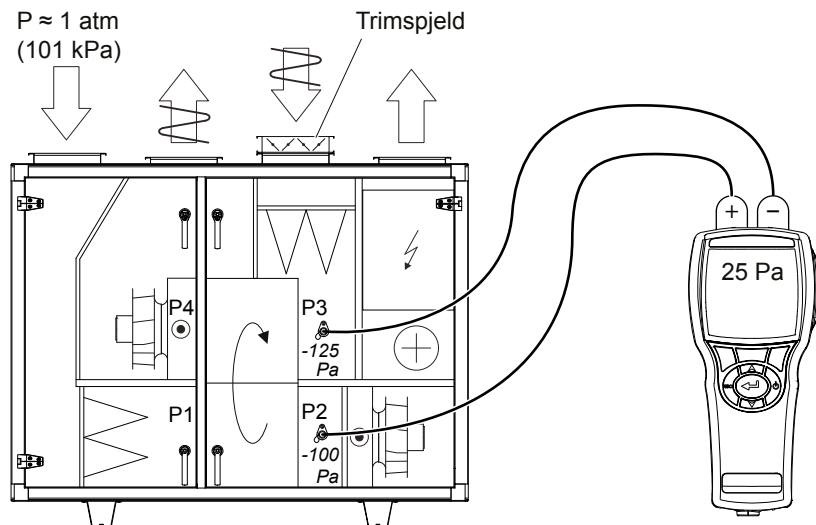 P ≈ 1 atm
(101 kPa)
Trimspjeld
+
−
25 Pa
P4
P3
-125
Pa
P1
P2
-100
Pa